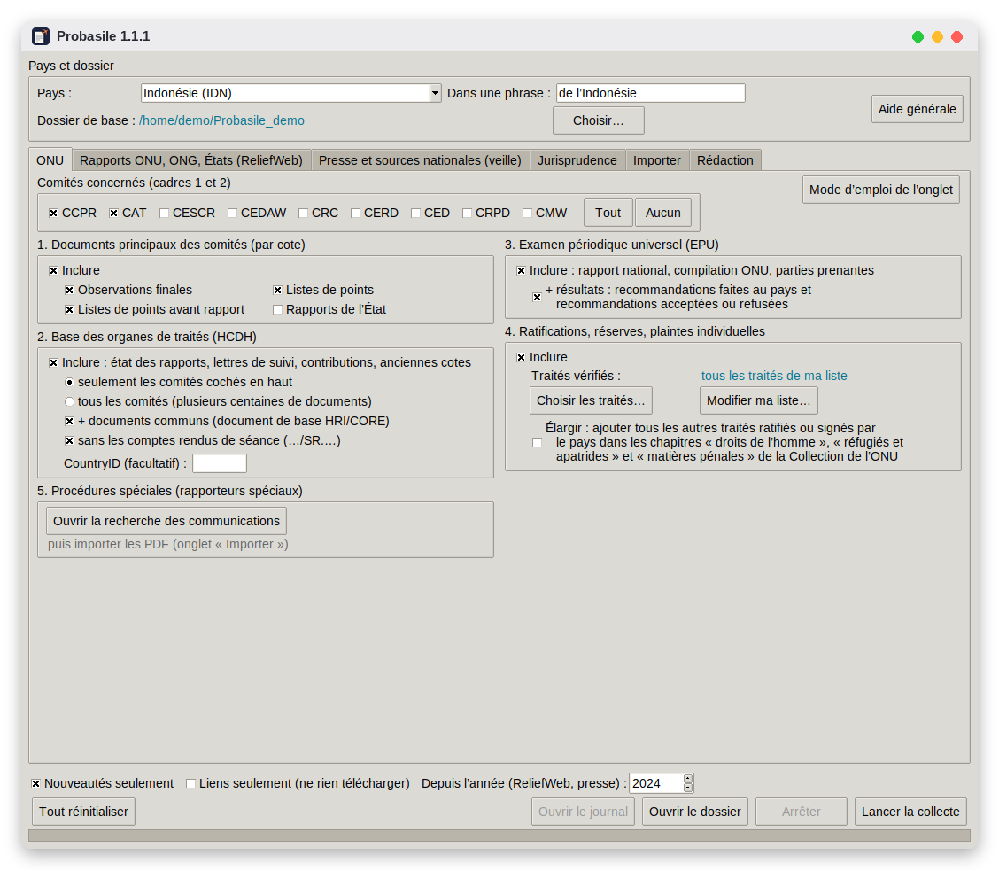 Probasile 1.1.1
Pays et dossier
Pays :
Indonésie (IDN)
Dans une phrase :
de l’Indonésie
Aide générale
Dossier de base : /home/demo/Probasile_demo
Choisir…
ONU
Rapports ONU, ONG, États (ReliefWeb)
Presse et sources nationales (veille)
Jurisprudence
Importer
Rédaction
Comités concernés (cadres 1 et 2)
Mode d’emploi de l’onglet
CCPR
CAT
CESCR
CEDAW
CRC
CERD
CED
CRPD
CMW
Tout
Aucun
1. Documents principaux des comités (par cote)
Inclure
Observations finales
Listes de points
Listes de points avant rapport
Rapports de l’État
2. Base des organes de traités (HCDH)
Inclure : état des rapports, lettres de suivi, contributions, anciennes cotes
seulement les comités cochés en haut
tous les comités (plusieurs centaines de documents)
+ documents communs (document de base HRI/CORE)
sans les comptes rendus de séance (…/SR.…)
CountryID (facultatif) :
5. Procédures spéciales (rapporteurs spéciaux)
Ouvrir la recherche des communications
puis importer les PDF (onglet « Importer »)
3. Examen périodique universel (EPU)
Inclure : rapport national, compilation ONU, parties prenantes
+ résultats : recommandations faites au pays et
recommandations acceptées ou refusées
4. Ratifications, réserves, plaintes individuelles
Inclure
Traités vérifiés :
tous les traités de ma liste
Choisir les traités…
Modifier ma liste…
Élargir : ajouter tous les autres traités ratifiés ou signés par
le pays dans les chapitres « droits de l’homme », « réfugiés et
apatrides » et « matières pénales » de la Collection de l’ONU
Nouveautés seulement
Liens seulement (ne rien télécharger)
Depuis l’année (ReliefWeb, presse) :
2024
Tout réinitialiser
Ouvrir le journal
Ouvrir le dossier
Arrêter
Lancer la collecte